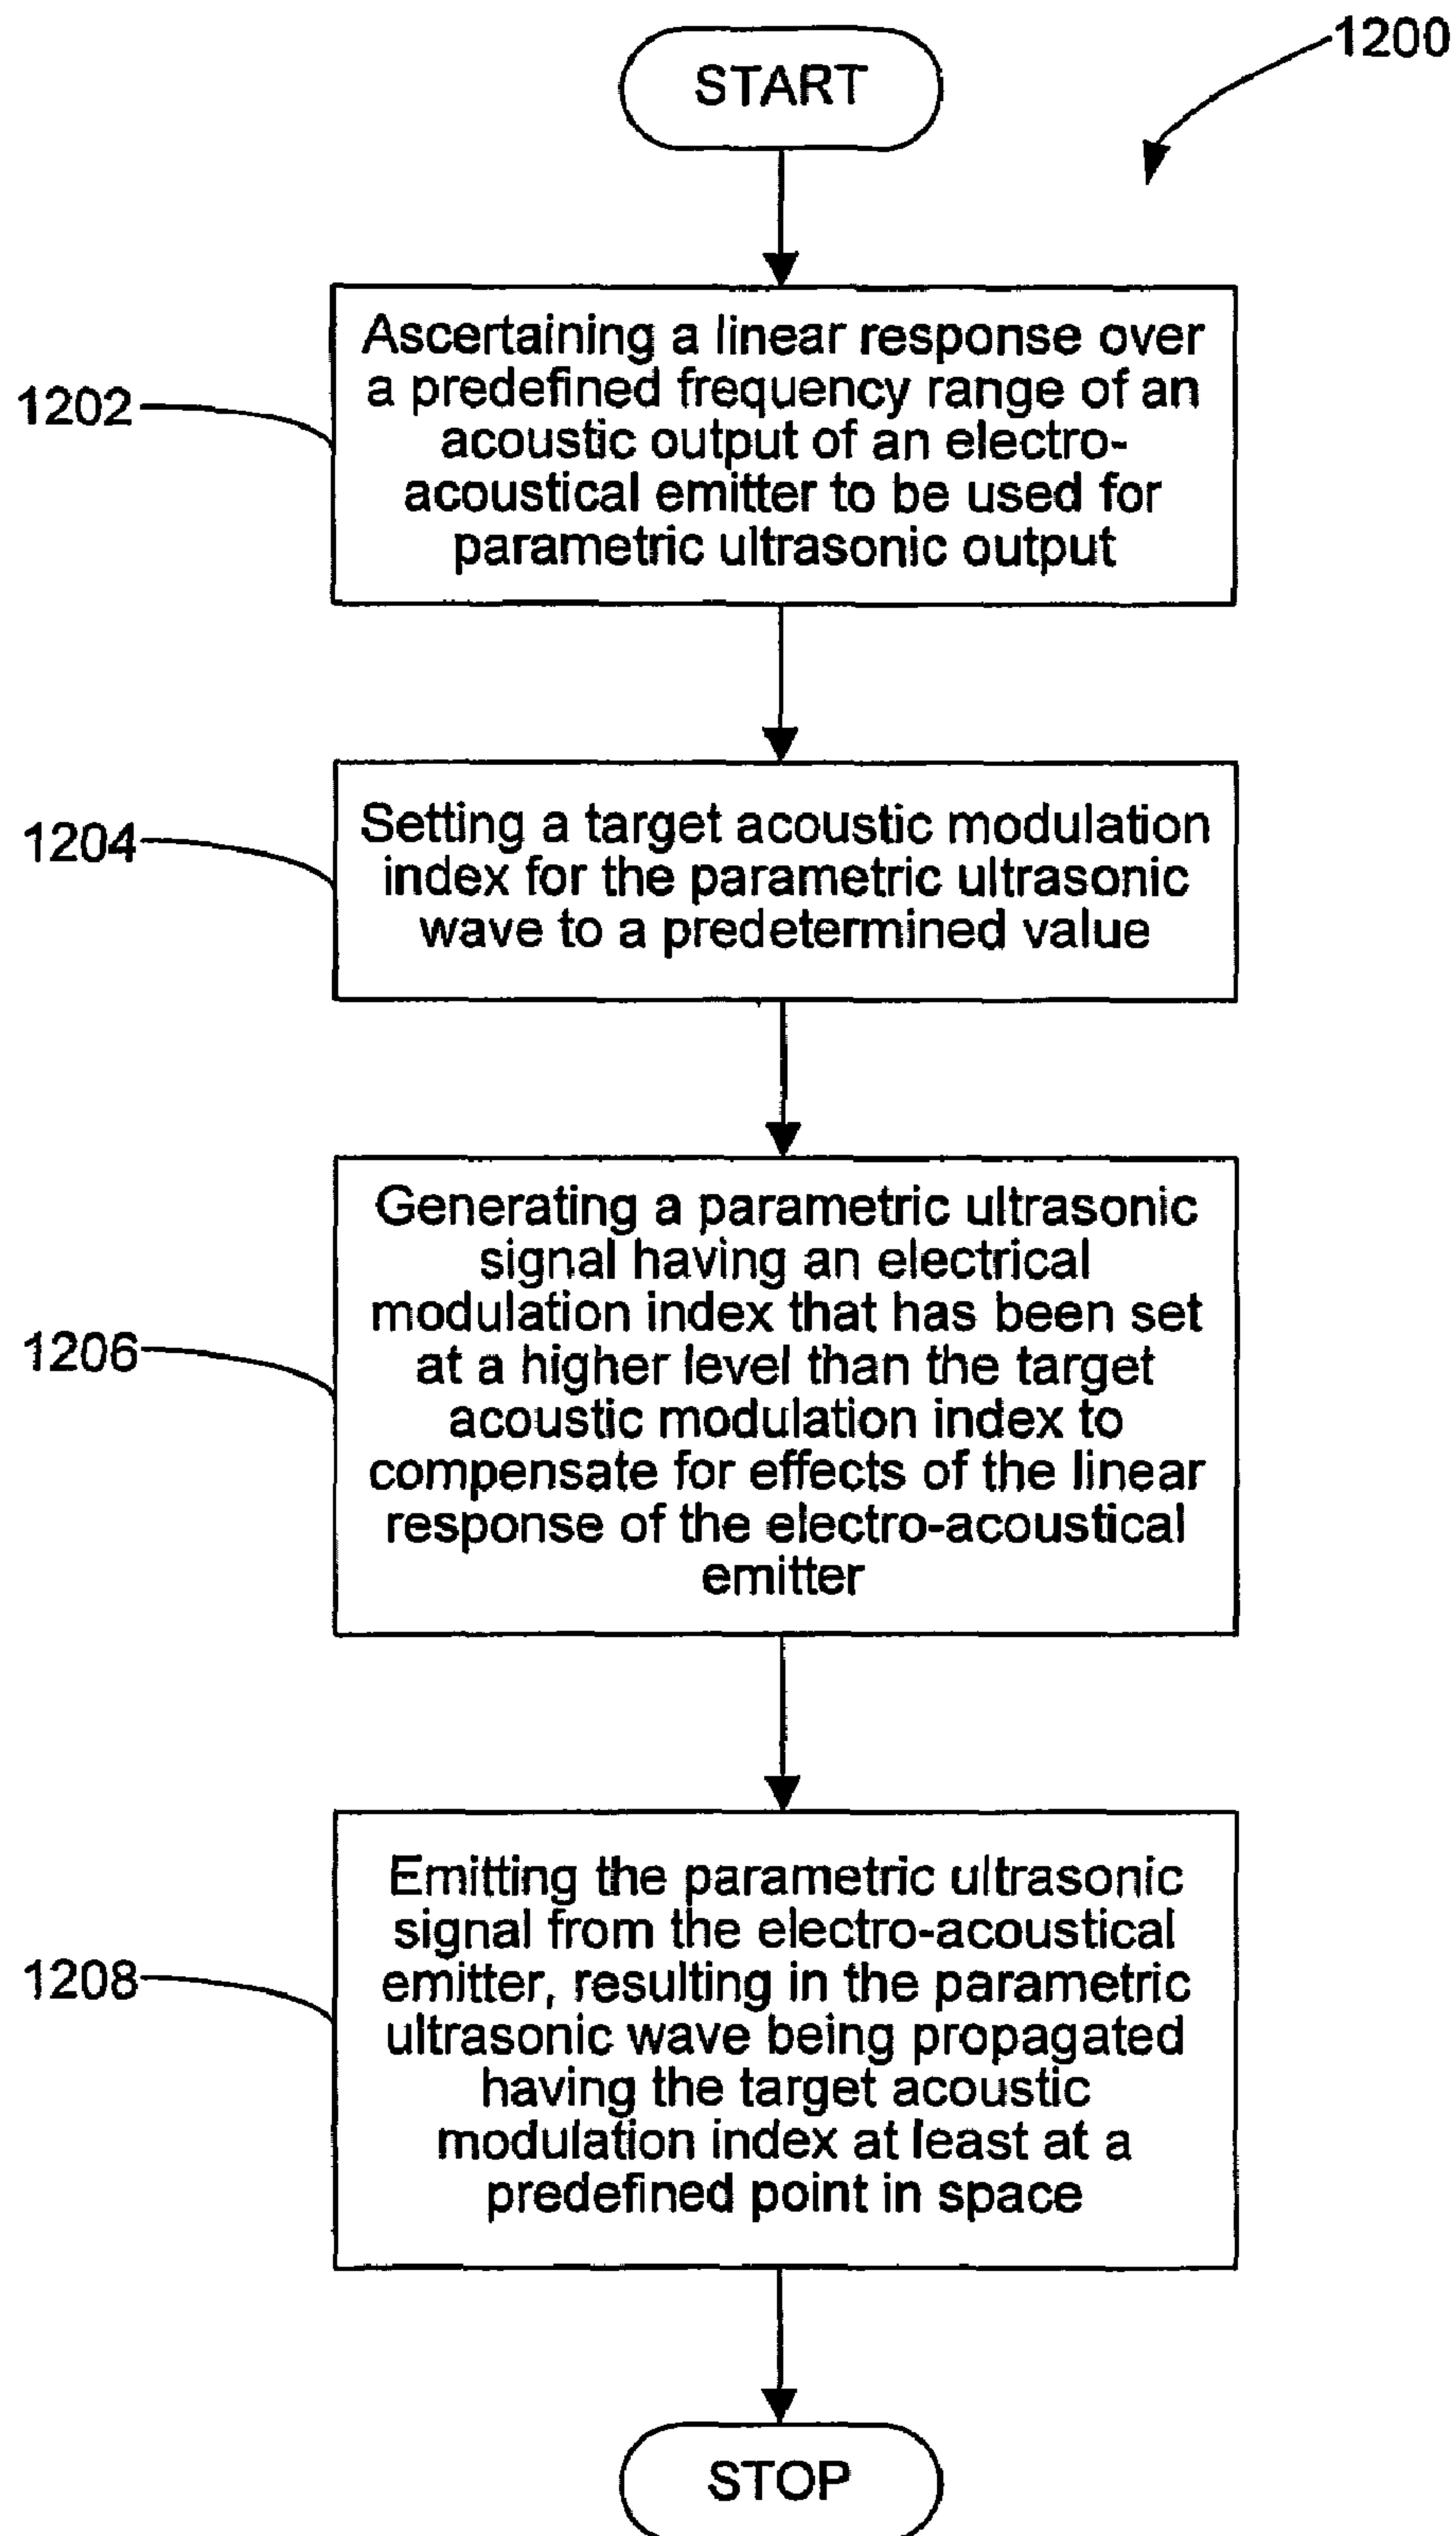 1200
START
1202
Ascertaining a linear response over
a predefined frequency range of an
acoustic output of an electro-
acoustical emitter to be used for
parametric ultrasonic output
1204
Setting a target acoustic modulation
index for the parametric ultrasonic
wave to a predetermined value
1206
Generating a parametric ultrasonic
signal having an electrical
modulation index that has been set
at a higher level than the target
acoustic modulation index to
compensate for effects of the linear
response of the electro-acoustical
emitter
1208
Emitting the parametric ultrasonic
signal from the electro-acoustical
emitter, resulting in the parametric
ultrasonic wave being propagated
having the target acoustic
modulation index at least at a
predefined point in space
STOP